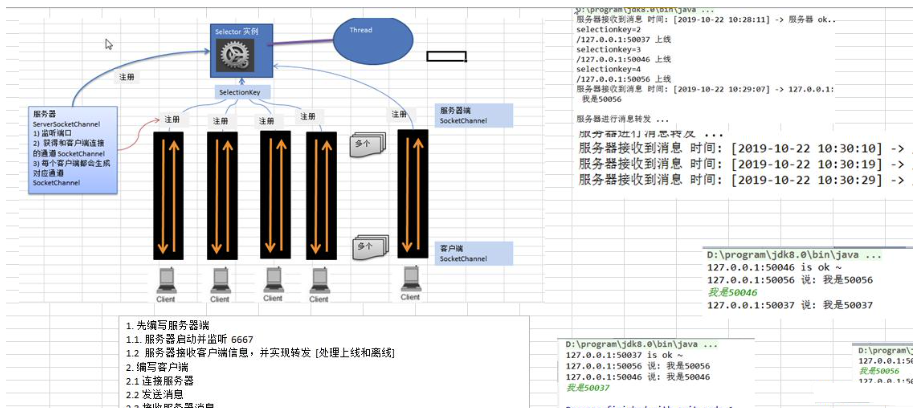 Selector 实例
Thread
注册
SelectionKey
服务器
ServerSocketChannel
1) 监听端口
2) 获得和客户端连接
的通道 SocketChannel
3) 每个客户端都会生成
对应通道
SocketChannel
注册
注册
注册
注册
注册
服务器端
SocketChannel
多个
多个
客户端
SocketChannel
Client
Client
Client
Client
Client
1. 先编写服务器端
1.1. 服务器启动并监听 6667
1.2 服务器接收客户端信息，并实现转发 [处理上线和离线]
2. 编写客户端
2.1 连接服务器
2.2 发送消息
2.3 接收服务器消息
D:\program\jdk8.0\bin\java ...
服务器接收到消息 时间: [2019-10-22 10:28:11] -> 服务器 ok..
selectionkey=2
/127.0.0.1:50037 上线
selectionkey=3
/127.0.0.1:50046 上线
selectionkey=4
/127.0.0.1:50056 上线
服务器接收到消息 时间: [2019-10-22 10:29:07] -> 127.0.0.1:
我是50056
服务器进行消息转发 ...
服务器进行消息转发 ...
服务器接收到消息 时间: [2019-10-22 10:30:10] ->
服务器接收到消息 时间: [2019-10-22 10:30:19] ->
服务器接收到消息 时间: [2019-10-22 10:30:29] ->
D:\program\jdk8.0\bin\java ...
127.0.0.1:50046 is ok ~
127.0.0.1:50056 说: 我是50056
我是50046
127.0.0.1:50037 说: 我是50037
D:\program\jdk8.0\bin\java ...
127.0.0.1:50037 is ok ~
127.0.0.1:50056 说: 我是50056
127.0.0.1:50046 说: 我是50046
我是50037
D:\program\j
127.0.0.1:5
我是50056
127.0.0.1:50